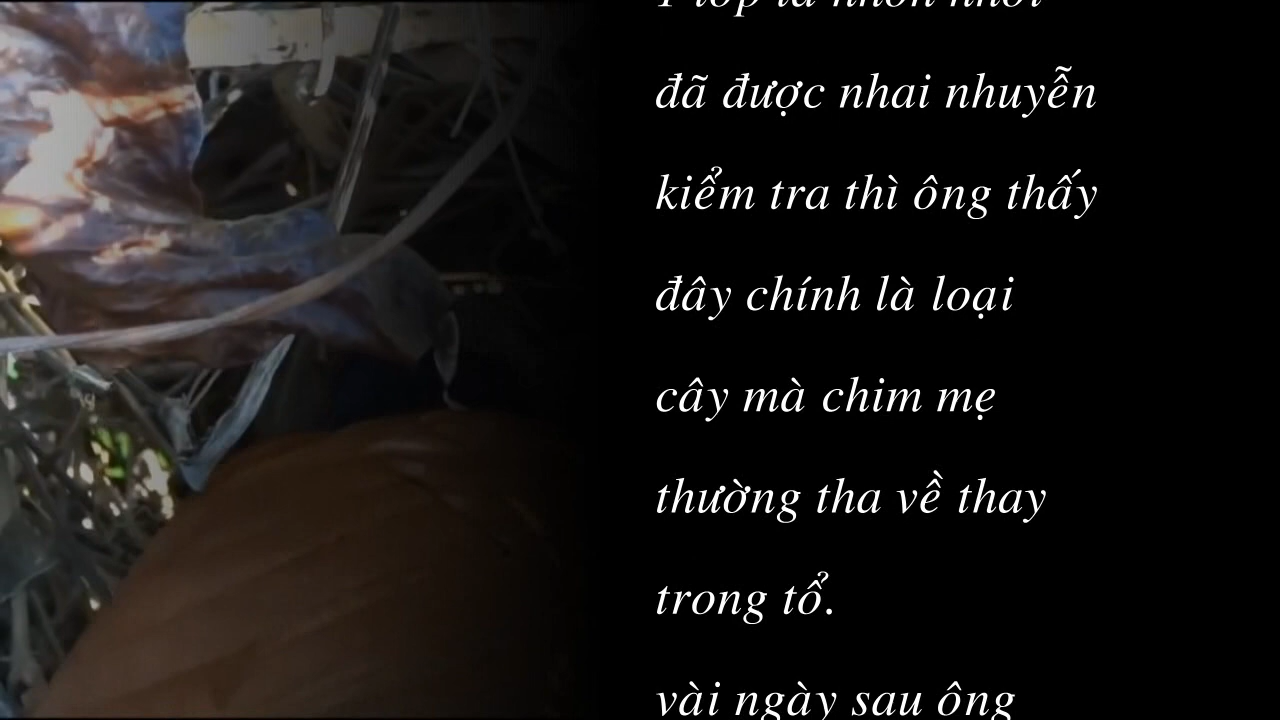 đã được nhai nhuyễn
kiểm tra thì ông thấy
đây chính là loại
cây mà chim mẹ
thường tha về thay
trong tổ.
vài ngày sau ông